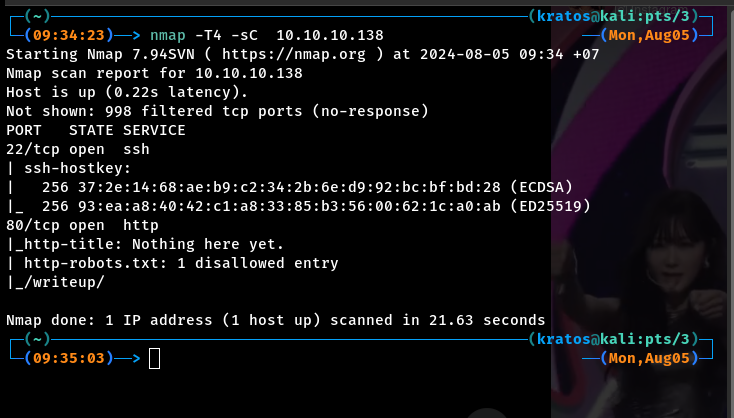 (~) (kratos@kali:pts/3)
(09:34:23)——> nmap -T4 -sC  10.10.10.138 (Mon,Aug05)
Starting Nmap 7.94SVN ( https://nmap.org ) at 2024-08-05 09:34 +07
Nmap scan report for 10.10.10.138
Host is up (0.22s latency).
Not shown: 998 filtered tcp ports (no-response)
PORT   STATE SERVICE
22/tcp open  ssh
| ssh-hostkey:
|   256 37:2e:14:68:ae:b9:c2:34:2b:6e:d9:92:bc:bf:bd:28 (ECDSA)
|_  256 93:ea:a8:40:42:c1:a8:33:85:b3:56:00:62:1c:a0:ab (ED25519)
80/tcp open  http
|_http-title: Nothing here yet.
| http-robots.txt: 1 disallowed entry
|_/writeup/
Nmap done: 1 IP address (1 host up) scanned in 21.63 seconds
(~) (kratos@kali:pts/3)
(09:35:03)——> (Mon,Aug05)